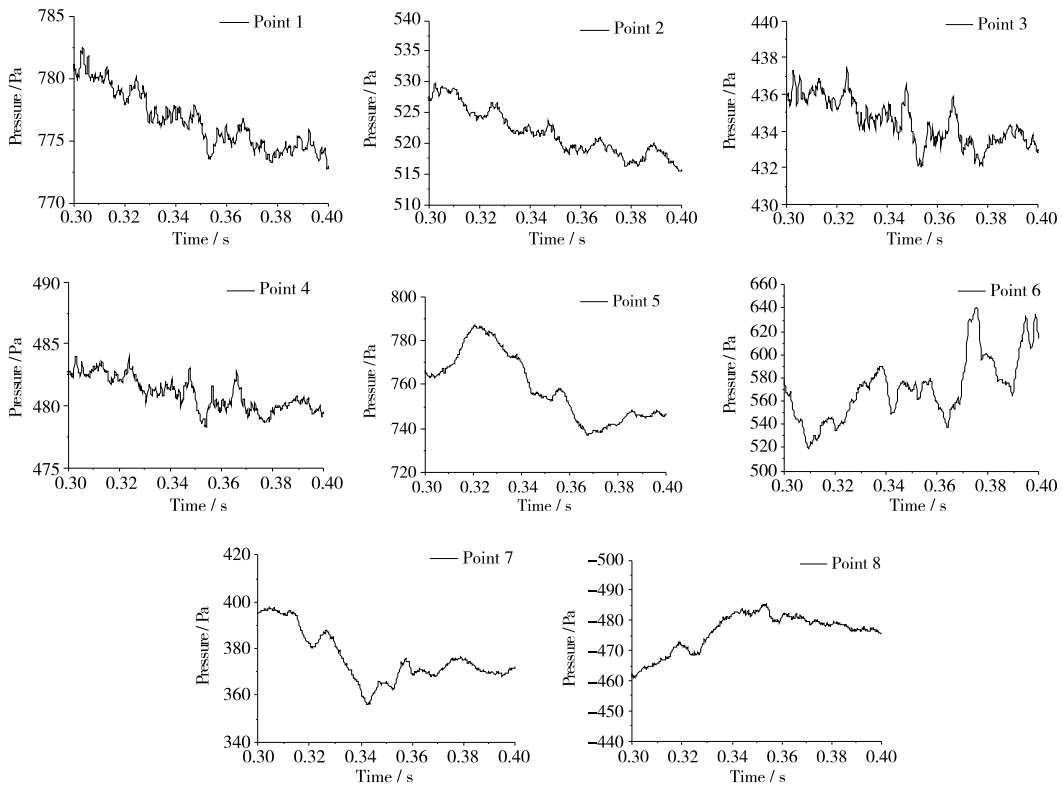 Point 1
Pressure / Pa
785
780
775
770
0.30 0.32 0.34 0.36 0.38 0.40
Time / s
Point 2
Pressure / Pa
540
535
530
525
520
515
510
0.30 0.32 0.34 0.36 0.38 0.40
Time / s
Point 3
Pressure / Pa
440
438
436
434
432
430
0.30 0.32 0.34 0.36 0.38 0.40
Time / s
Point 4
Pressure / Pa
490
485
480
475
0.30 0.32 0.34 0.36 0.38 0.40
Time / s
Point 5
Pressure / Pa
800
780
760
740
720
0.30 0.32 0.34 0.36 0.38 0.40
Time / s
Point 6
Pressure / Pa
660
640
620
600
580
560
540
520
500
0.30 0.32 0.34 0.36 0.38 0.40
Time / s
Point 7
Pressure / Pa
420
400
380
360
340
0.30 0.32 0.34 0.36 0.38 0.40
Time / s
Point 8
Pressure / Pa
−500
−490
−480
−470
−460
−450
−440
0.30 0.32 0.34 0.36 0.38 0.40
Time / s